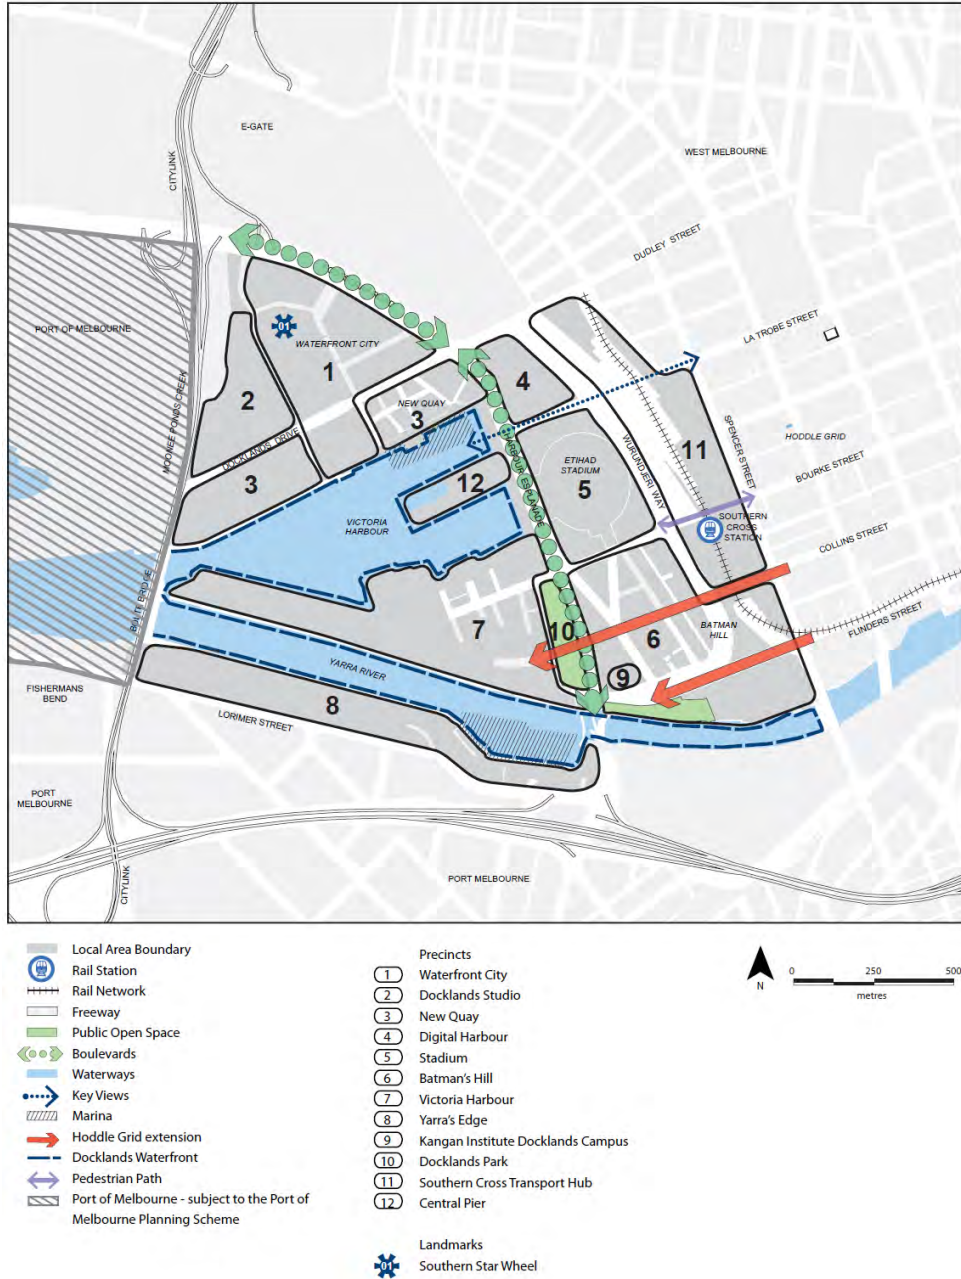 E-GATE
WEST MELBOURNE
CITYLINK
DUDLEY STREET
PORT OF MELBOURNE
LA TROBE STREET
01
WATERFRONT CITY
1
MOONEE PONDS CREEK
2
NEW QUAY
3
4
DOCKLANDS DRIVE
HARBOUR ESPLANADE
ETIHAD
STADIUM
5
WURUNDJERI WAY
11
SPENCER STREET
HODDLE GRID
BOURKE STREET
3
12
VICTORIA
HARBOUR
SOUTHERN
CROSS
STATION
COLLINS STREET
BOLTE BRIDGE
7
10
6
BATMAN
HILL
FLINDERS STREET
9
YARRA RIVER
FISHERMANS
BEND
8
LORIMER STREET
PORT
MELBOURNE
CITYLINK
PORT MELBOURNE
Local Area Boundary
Rail Station
Rail Network
Freeway
Public Open Space
Boulevards
Waterways
Key Views
Marina
Hoddle Grid extension
Docklands Waterfront
Pedestrian Path
Port of Melbourne - subject to the Port of
Melbourne Planning Scheme
Precincts
1 Waterfront City
2 Docklands Studio
3 New Quay
4 Digital Harbour
5 Stadium
6 Batman's Hill
7 Victoria Harbour
8 Yarra's Edge
9 Kangan Institute Docklands Campus
10 Docklands Park
11 Southern Cross Transport Hub
12 Central Pier
Landmarks
01 Southern Star Wheel
N
0 250 500
metres